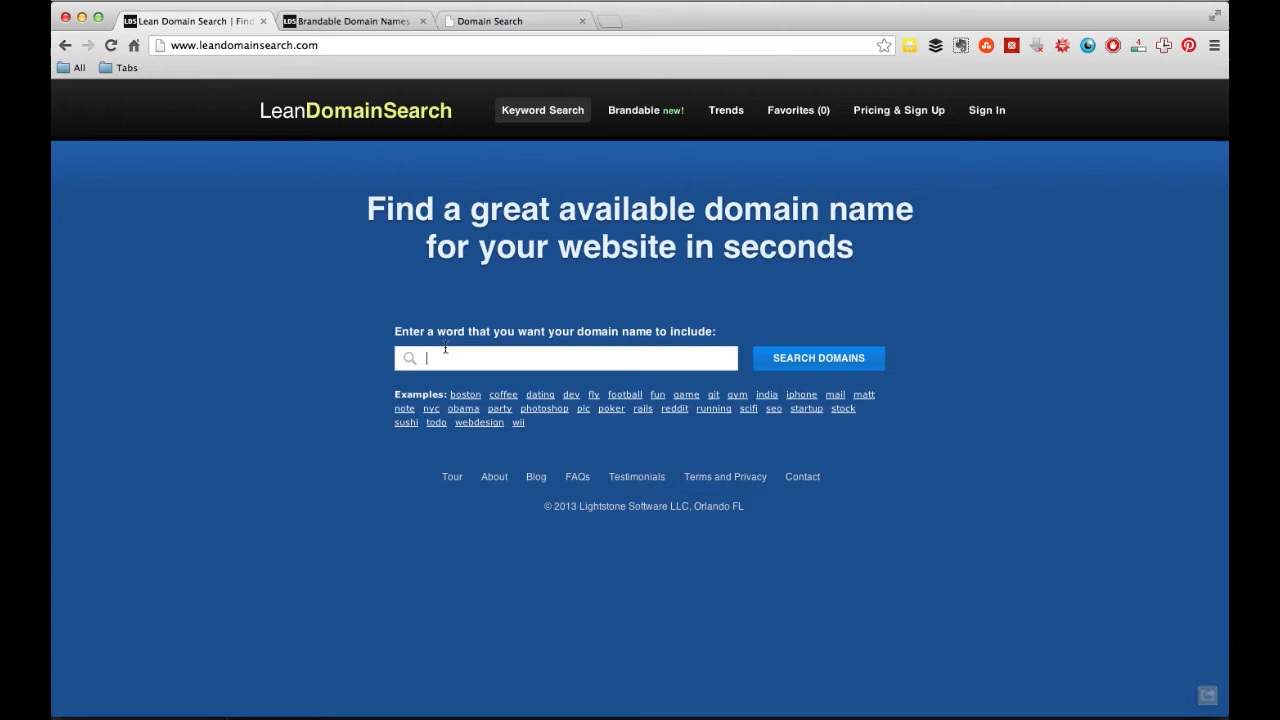 LDS Lean Domain Search | Find
LDS Brandable Domain Names
Domain Search
www.leandomainsearch.com
4
All Tabs
LeanDomainSearch
Keyword Search Brandable new! Trends Favorites (0) Pricing & Sign Up Sign In
Find a great available domain name
for your website in seconds
Enter a word that you want your domain name to include:
SEARCH DOMAINS
Examples: boston coffee dating dev fly football fun game git gym india iphone mail matt
note nyc obama party photoshop pic poker rails reddit running scifi seo startup stock
sushi todo webdesign wii
Tour About Blog FAQs Testimonials Terms and Privacy Contact
© 2013 Lightstone Software LLC, Orlando FL